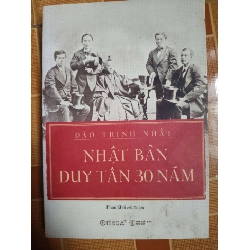 ĐÀO TRINH NHẤT
NHẬT BẢN
DUY TÂN 30 NĂM